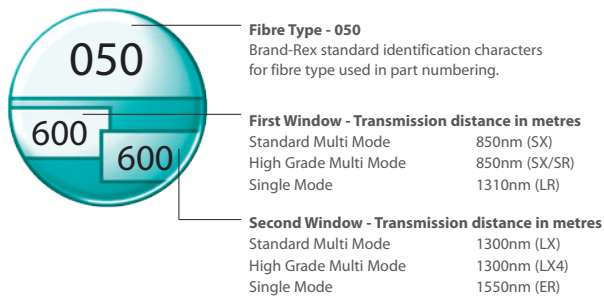 050
600
600
Fibre Type - 050
Brand-Rex standard identification characters
for fibre type used in part numbering.
First Window - Transmission distance in metres
Standard Multi Mode 850nm (SX)
High Grade Multi Mode 850nm (SX/SR)
Single Mode 1310nm (LR)
Second Window - Transmission distance in metres
Standard Multi Mode 1300nm (LX)
High Grade Multi Mode 1300nm (LX4)
Single Mode 1550nm (ER)